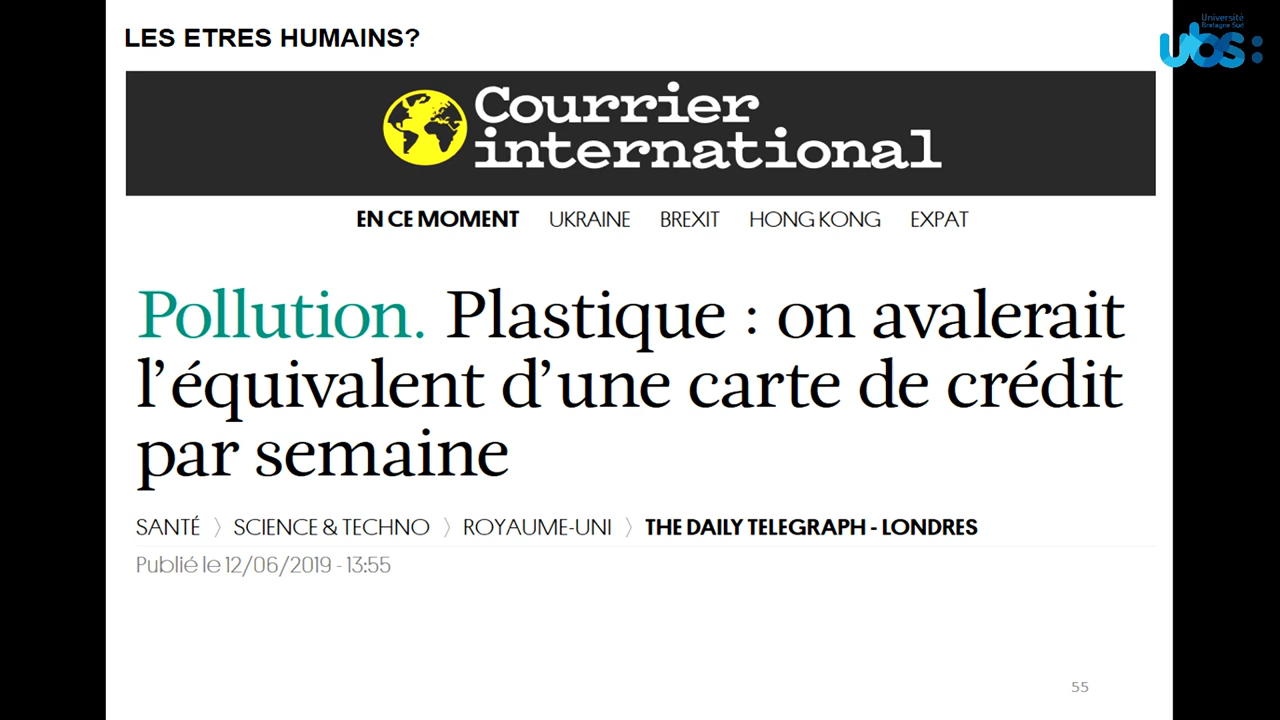 LES ETRES HUMAINS?
Université
Bretagne Sud
ubs:
Courrier
international
EN CE MOMENT UKRAINE BREXIT HONG KONG EXPAT
Pollution. Plastique : on avalerait
l’équivalent d’une carte de crédit
par semaine
SANTÉ 〉 SCIENCE & TECHNO 〉 ROYAUME-UNI 〉 THE DAILY TELEGRAPH - LONDRES
Publié le 12/06/2019 - 13:55
55